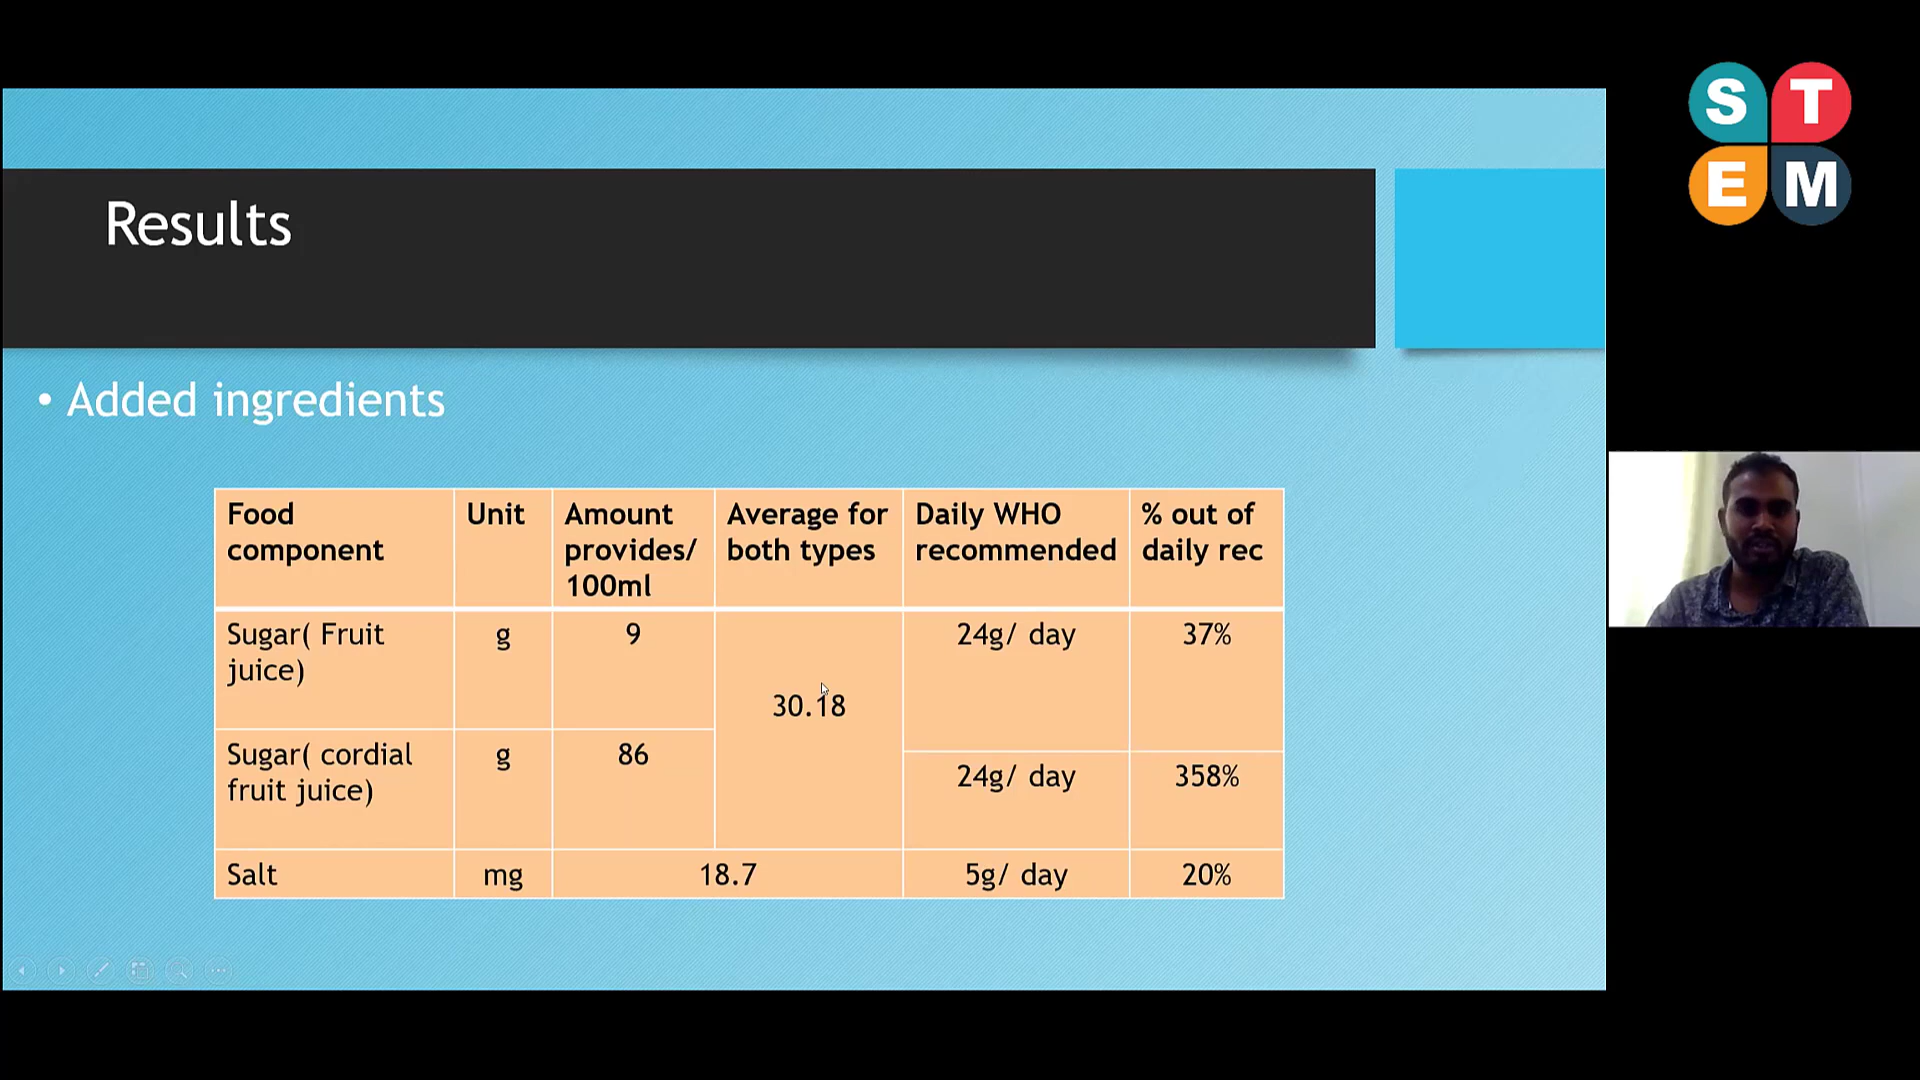 S T
E M
Results
• Added ingredients
Food component Unit Amount provides/ 100ml Average for both types Daily WHO recommended % out of daily rec
Sugar( Fruit juice) g 9 30.18 24g/ day 37%
Sugar( cordial fruit juice) g 86 24g/ day 358%
Salt mg 18.7 5g/ day 20%